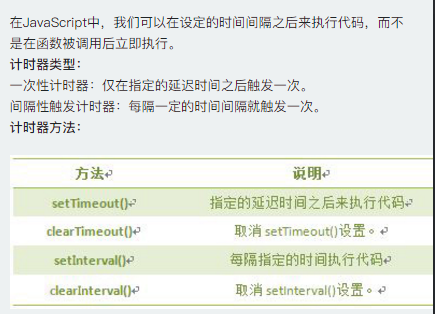 在JavaScript中，我们可以在设定的时间间隔之后来执行代码，而不
是在函数被调用后立即执行。
计时器类型：
一次性计时器：仅在指定的延迟时间之后触发一次。
间隔性触发计时器：每隔一定的时间间隔就触发一次。
计时器方法：
方法 说明
setTimeout() 指定的延迟时间之后来执行代码
clearTimeout() 取消 setTimeout()设置。
setInterval() 每隔指定的时间执行代码
clearInterval() 取消 setInterval()设置。